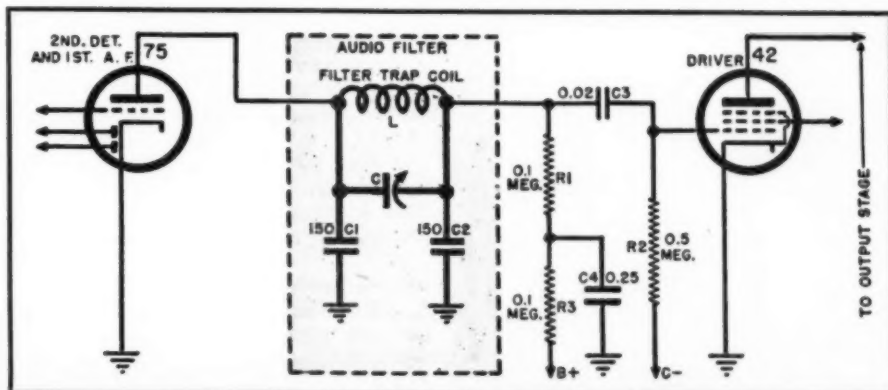 2ND. DET.
AND IST. A. F.
75
AUDIO FILTER
FILTER TRAP COIL
L
C
150 C1
150 C2
0.02 C3
0.1
MEG.
R1
0.1
MEG.
R3
C4 0.25
R2
0.5
MEG.
B+
C-
DRIVER 42
TO OUTPUT STAGE